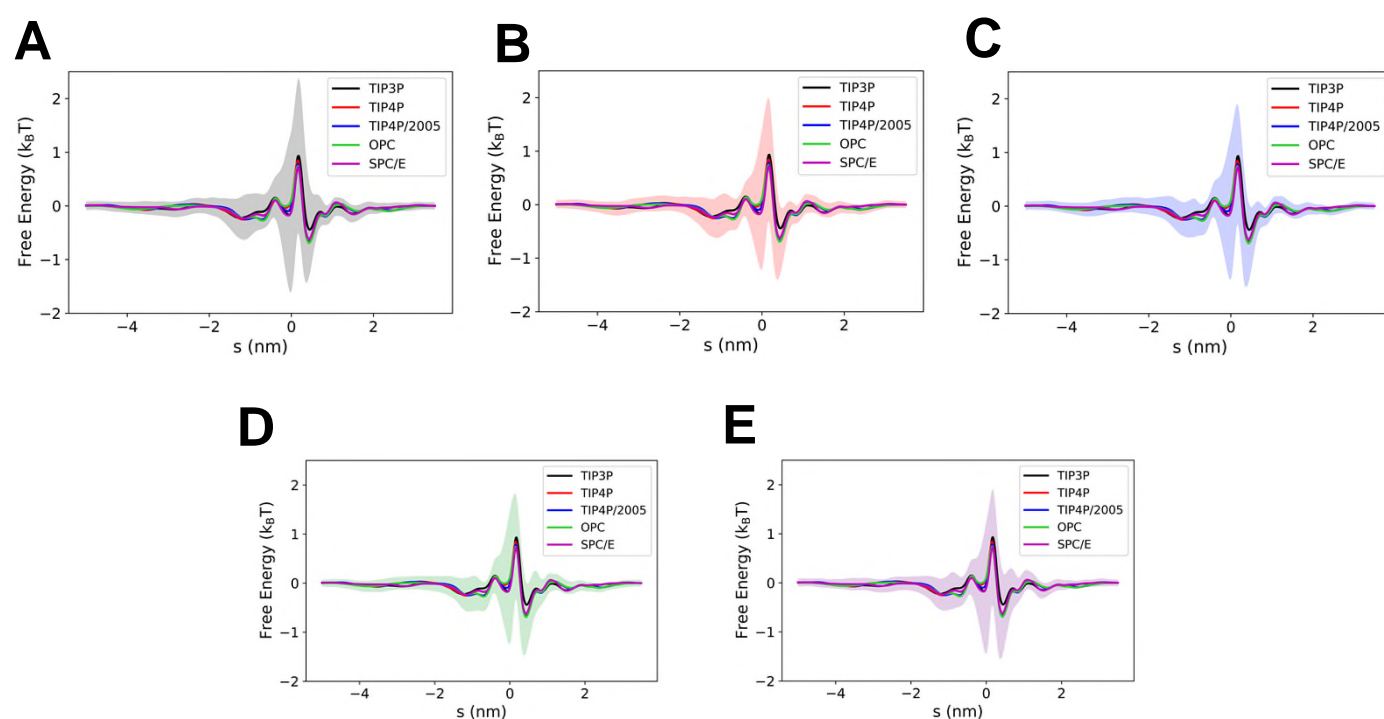 A
Free Energy (kBT)
2
1
0
−1
−2
−4
−2
0
2
s (nm)
TIP3P
TIP4P
TIP4P/2005
OPC
SPC/E
B
Free Energy (kBT)
2
1
0
−1
−2
−4
−2
0
2
s (nm)
TIP3P
TIP4P
TIP4P/2005
OPC
SPC/E
C
Free Energy (kBT)
2
1
0
−1
−2
−4
−2
0
2
s (nm)
TIP3P
TIP4P
TIP4P/2005
OPC
SPC/E
D
Free Energy (kBT)
2
1
0
−1
−2
−4
−2
0
2
s (nm)
TIP3P
TIP4P
TIP4P/2005
OPC
SPC/E
E
Free Energy (kBT)
2
1
0
−1
−2
−4
−2
0
2
s (nm)
TIP3P
TIP4P
TIP4P/2005
OPC
SPC/E